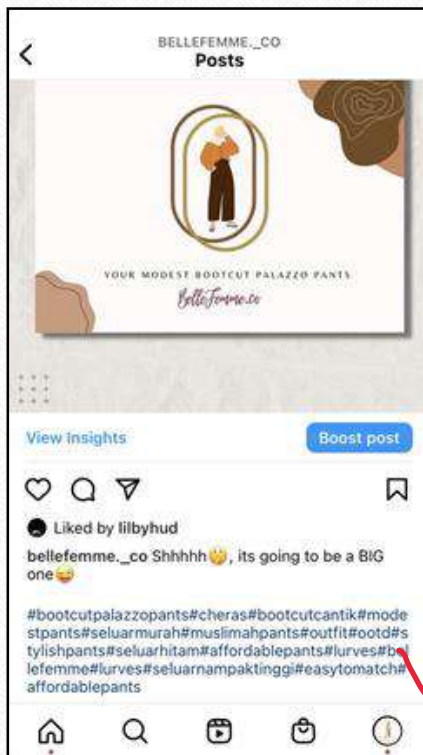 BELLEFEMME._CO
Posts
YOUR MODEST BOOTCUT PALAZZO PANTS
BelleFemme.co
View Insights
Boost post
Liked by lilbyhud
bellefemme._co Shhhhh🤫, its going to be a BIG
one😜
#bootcutpalazzopants#cheras#bootcutcantik#mode
stpants#seluarmurah#muslimahpants#outfit#ootd#s
tylishpants#seluarhitam#affordablepants#lurves#bel
lefemme#lurves#seluarnampaktinggi#easytomatch#
affordablepants